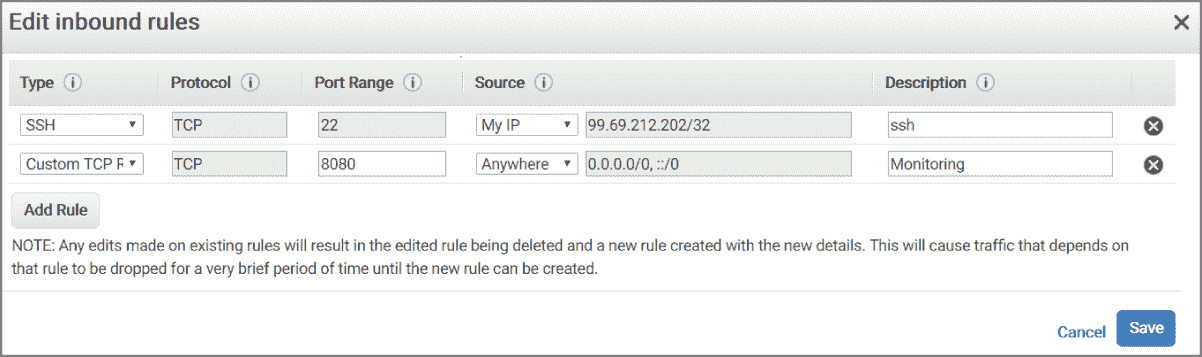 Edit inbound rules
Type Protocol Port Range Source Description
SSH TCP 22 My IP 99.69.212.202/32 ssh
Custom TCP R TCP 8080 Anywhere 0.0.0.0/0, ::/0 Monitoring
Add Rule
NOTE: Any edits made on existing rules will result in the edited rule being deleted and a new rule created with the new details. This will cause traffic that depends on
that rule to be dropped for a very brief period of time until the new rule can be created.
Cancel Save